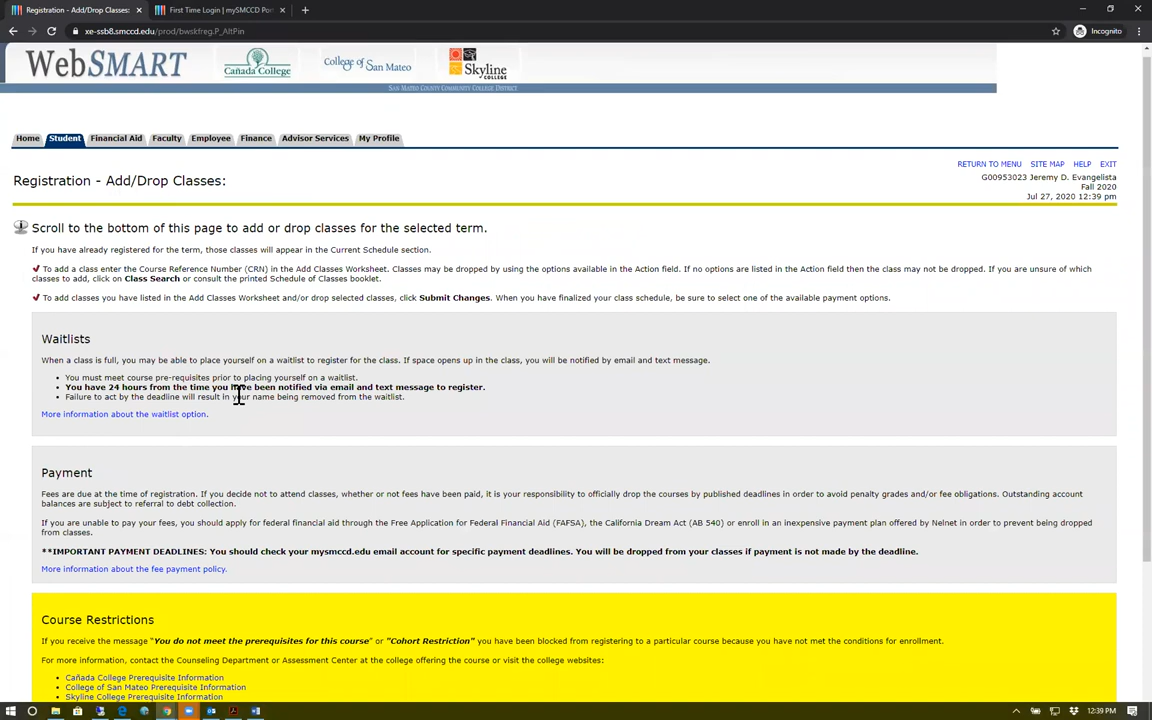 Registration - Add/Drop Classes:
First Time Login | mySMCCD Por
xe-ssb8.smccd.edu/prod/bwskfreg.P_AltPin
Incognito
WebSMART
Cañada College
College of San Mateo
Skyline COLLEGE
SAN MATEO COUNTY COMMUNITY COLLEGE DISTRICT
Home Student Financial Aid Faculty Employee Finance Advisor Services My Profile
RETURN TO MENU SITE MAP HELP EXIT
Registration - Add/Drop Classes:
G00953023 Jeremy D. Evangelista
Fall 2020
Jul 27, 2020 12:39 pm
Scroll to the bottom of this page to add or drop classes for the selected term.
If you have already registered for the term, those classes will appear in the Current Schedule section.
To add a class enter the Course Reference Number (CRN) in the Add Classes Worksheet. Classes may be dropped by using the options available in the Action field. If no options are listed in the Action field then the class may not be dropped. If you are unsure of which
classes to add, click on Class Search or consult the printed Schedule of Classes booklet.
To add classes you have listed in the Add Classes Worksheet and/or drop selected classes, click Submit Changes. When you have finalized your class schedule, be sure to select one of the available payment options.
Waitlists
When a class is full, you may be able to place yourself on a waitlist to register for the class. If space opens up in the class, you will be notified by email and text message.
• You must meet course pre-requisites prior to placing yourself on a waitlist.
• You have 24 hours from the time you have been notified via email and text message to register.
• Failure to act by the deadline will result in your name being removed from the waitlist.
More information about the waitlist option.
Payment
Fees are due at the time of registration. If you decide not to attend classes, whether or not fees have been paid, it is your responsibility to officially drop the courses by published deadlines in order to avoid penalty grades and/or fee obligations. Outstanding account
balances are subject to referral to debt collection.
If you are unable to pay your fees, you should apply for federal financial aid through the Free Application for Federal Financial Aid (FAFSA), the California Dream Act (AB 540) or enroll in an inexpensive payment plan offered by Nelnet in order to prevent being dropped
from classes.
**IMPORTANT PAYMENT DEADLINES: You should check your mysmccd.edu email account for specific payment deadlines. You will be dropped from your classes if payment is not made by the deadline.
More information about the fee payment policy.
Course Restrictions
If you receive the message "You do not meet the prerequisites for this course" or "Cohort Restriction" you have been blocked from registering to a particular course because you have not met the conditions for enrollment.
For more information, contact the Counseling Department or Assessment Center at the college offering the course or visit the college websites:
• Cañada College Prerequisite Information
• College of San Mateo Prerequisite Information
• Skyline College Prerequisite Information
12:39 PM